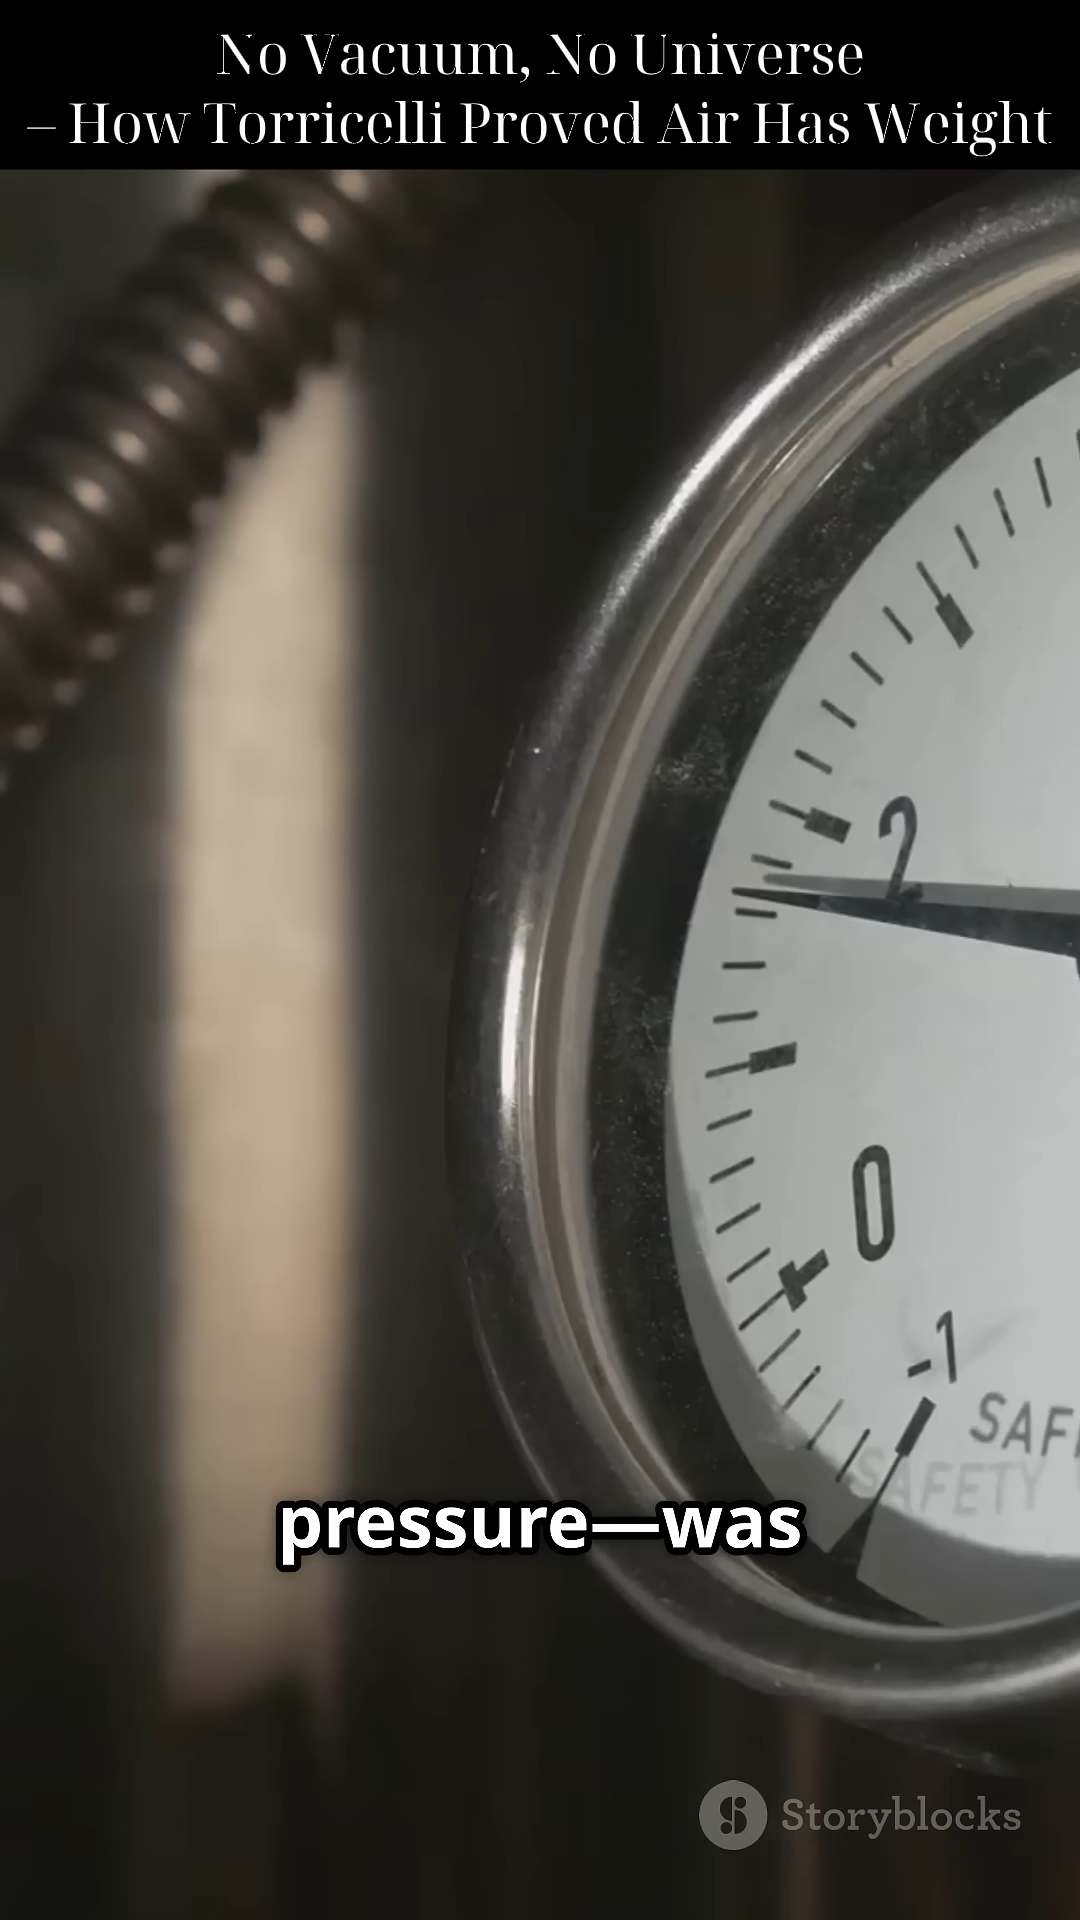 No Vacuum, No Universe
– How Torricelli Proved Air Has Weight
2
0
-1
SAF
SAFETY
pressure—was
Storyblocks